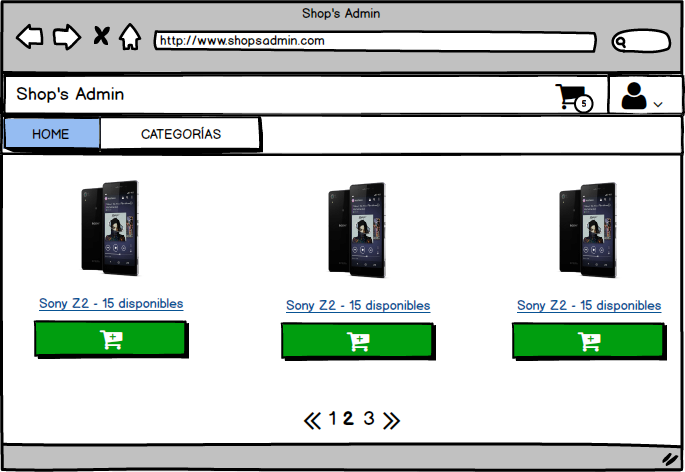 Shop's Admin
http://www.shopsadmin.com
Shop's Admin
5
HOME CATEGORÍAS
Sony Z2 - 15 disponibles
Sony Z2 - 15 disponibles
Sony Z2 - 15 disponibles
1 2 3